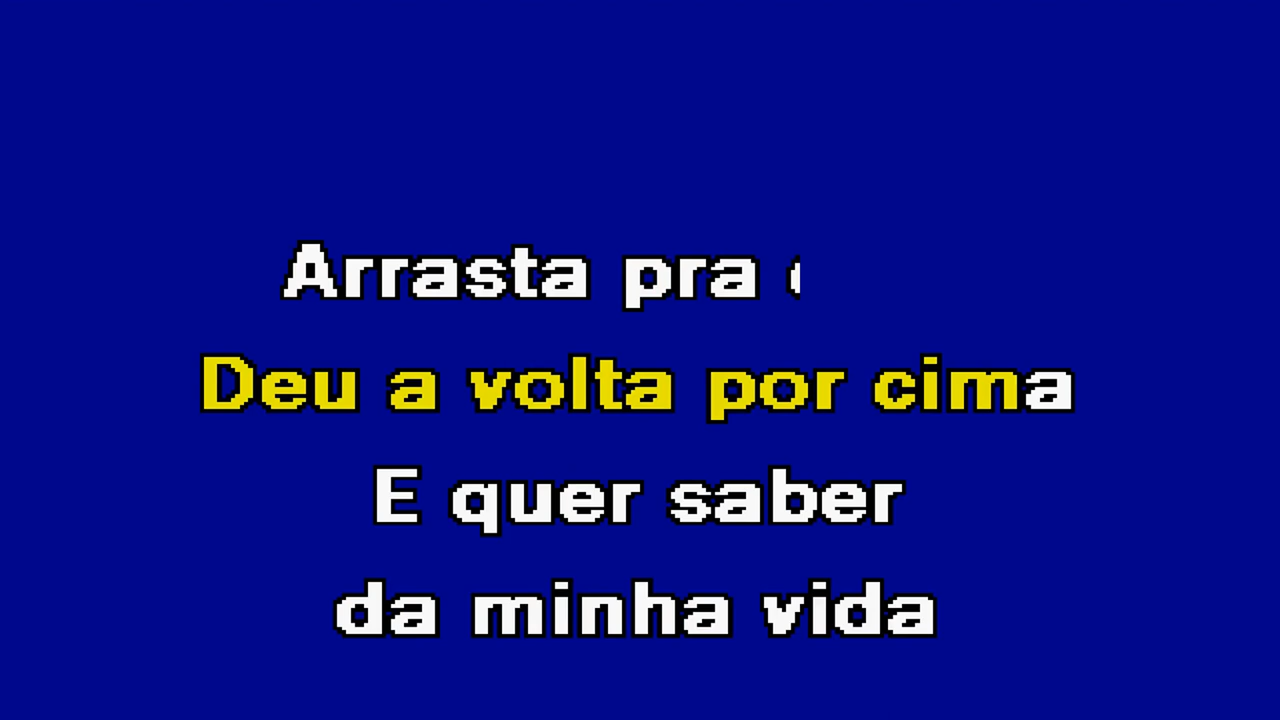 Arrasta pra
Deu a volta por cima
E quer saber
da minha vida